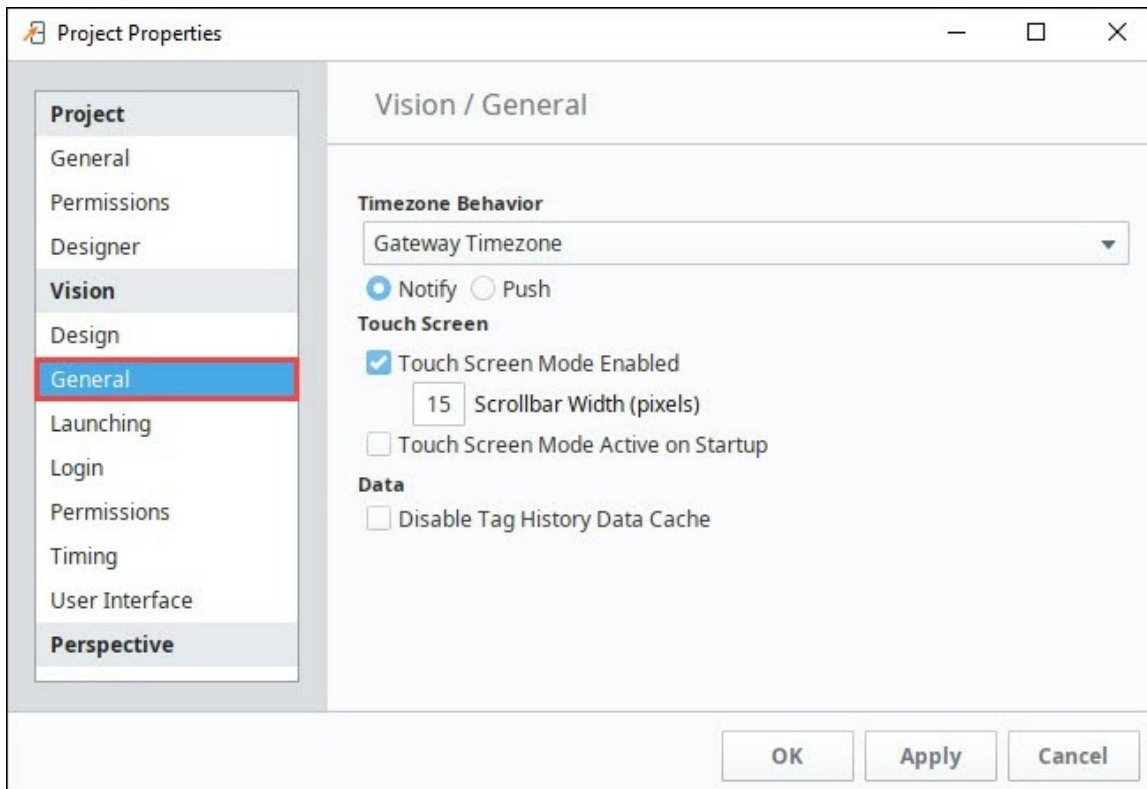 Project Properties
Project
General
Permissions
Designer
Vision
Design
General
Launching
Login
Permissions
Timing
User Interface
Perspective
Vision / General
Timezone Behavior
Gateway Timezone
Notify Push
Touch Screen
Touch Screen Mode Enabled
15 Scrollbar Width (pixels)
Touch Screen Mode Active on Startup
Data
Disable Tag History Data Cache
OK Apply Cancel